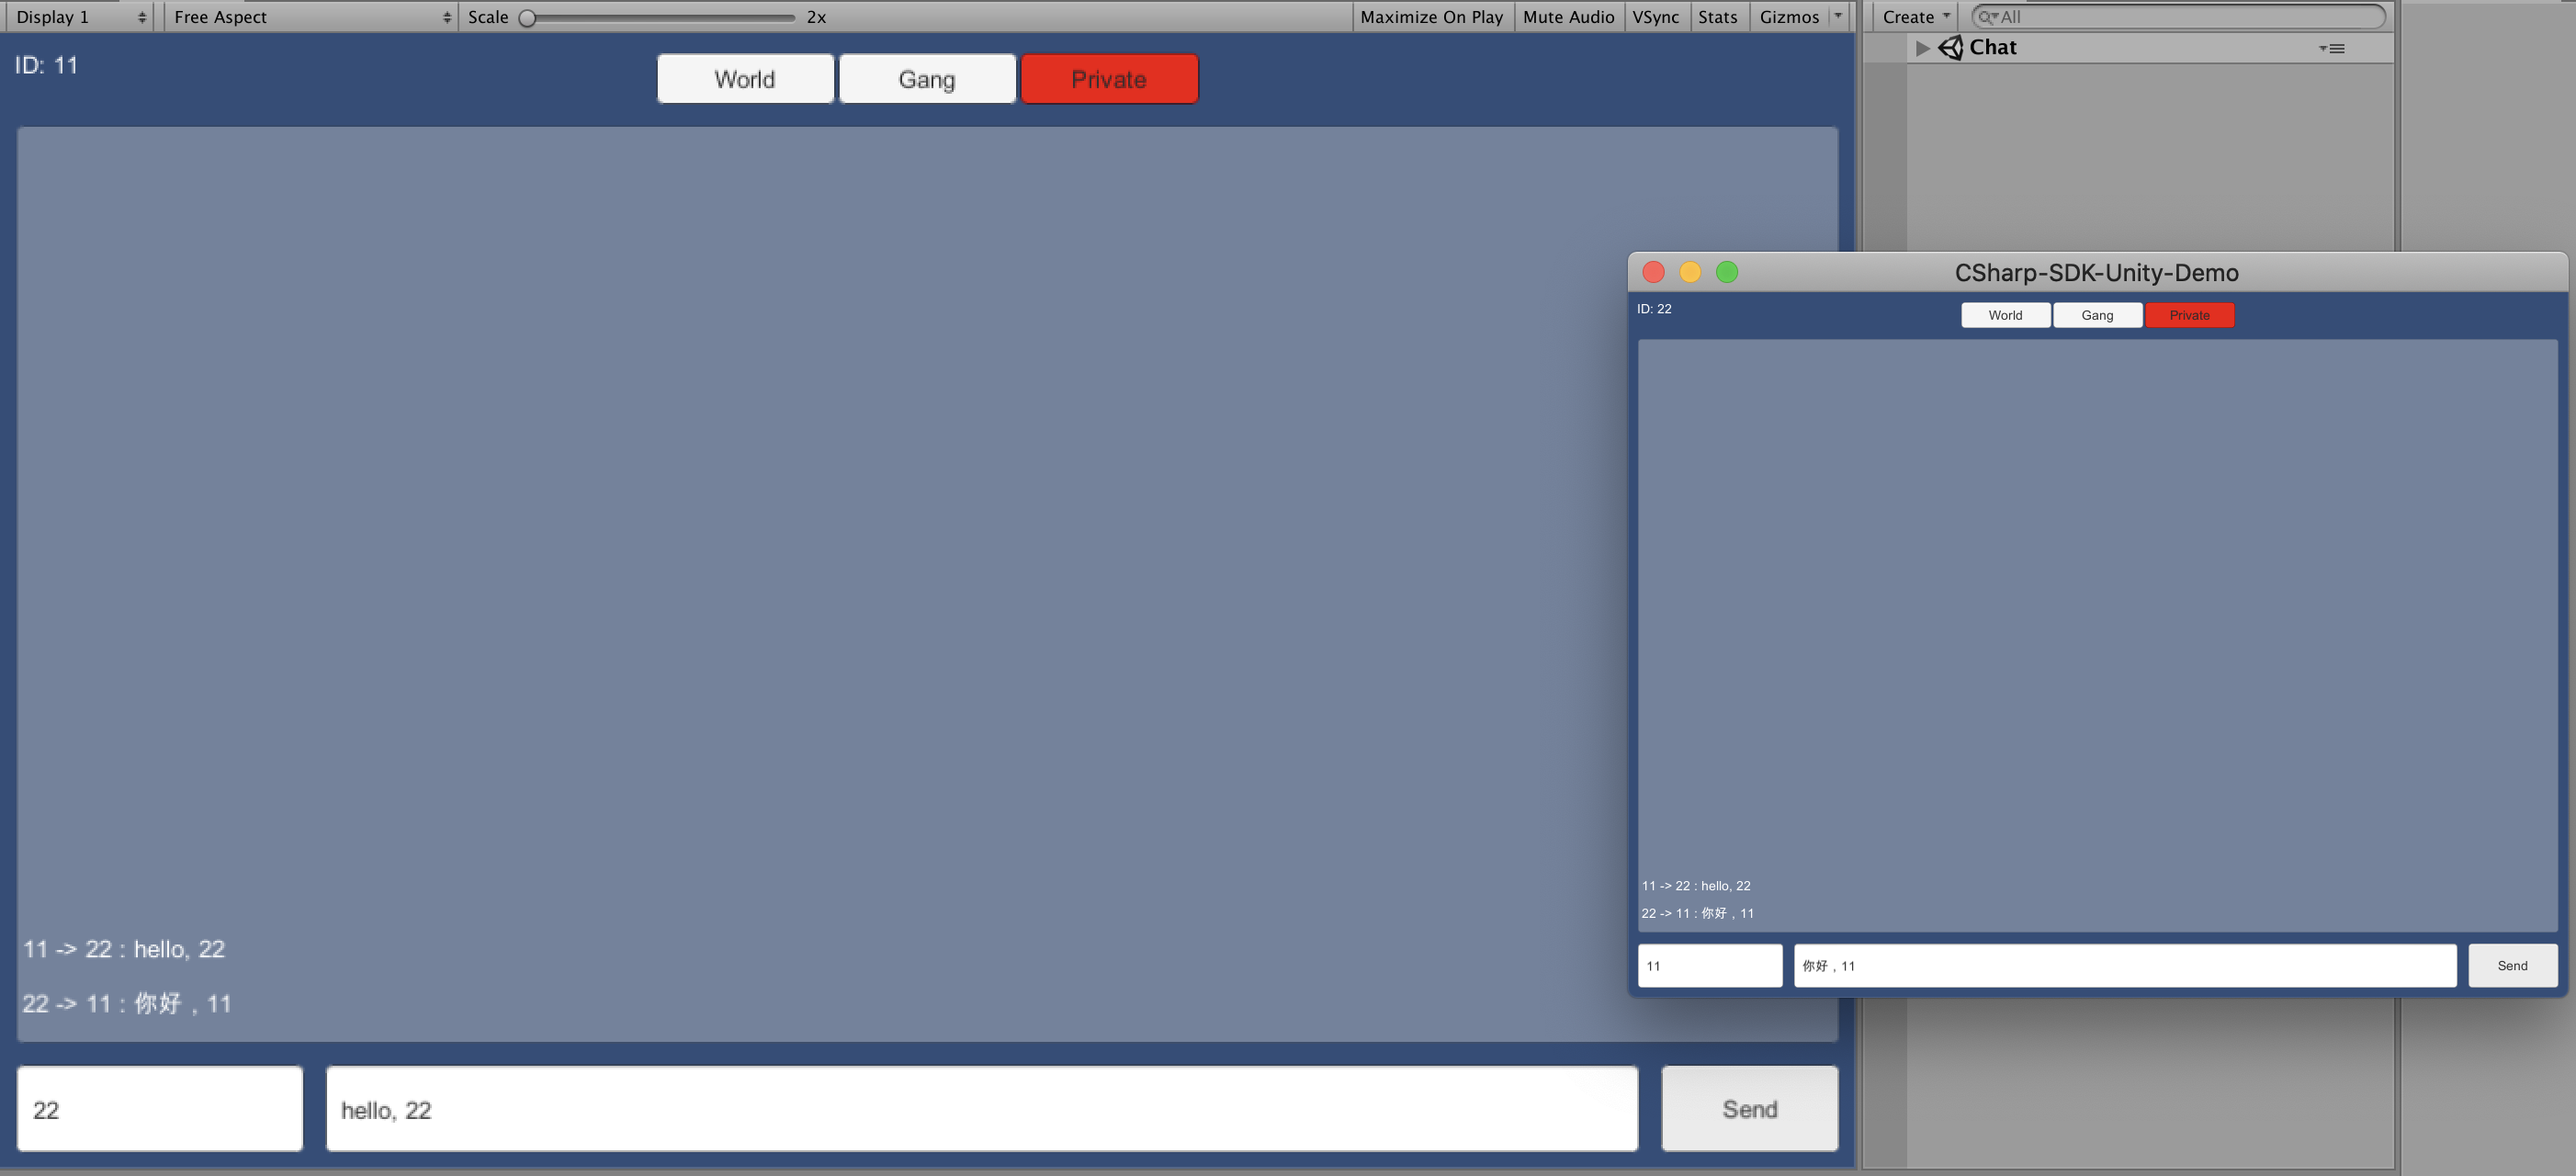 Display 1 Free Aspect Scale 2x Maximize On Play Mute Audio VSync Stats Gizmos Create All
Chat
ID: 11 World Gang Private
11 -> 22 : hello, 22
22 -> 11 : 你好，11
22 hello, 22 Send
CSharp-SDK-Unity-Demo
ID: 22 World Gang Private
11 -> 22 : hello, 22
22 -> 11 : 你好，11
11 你好，11 Send